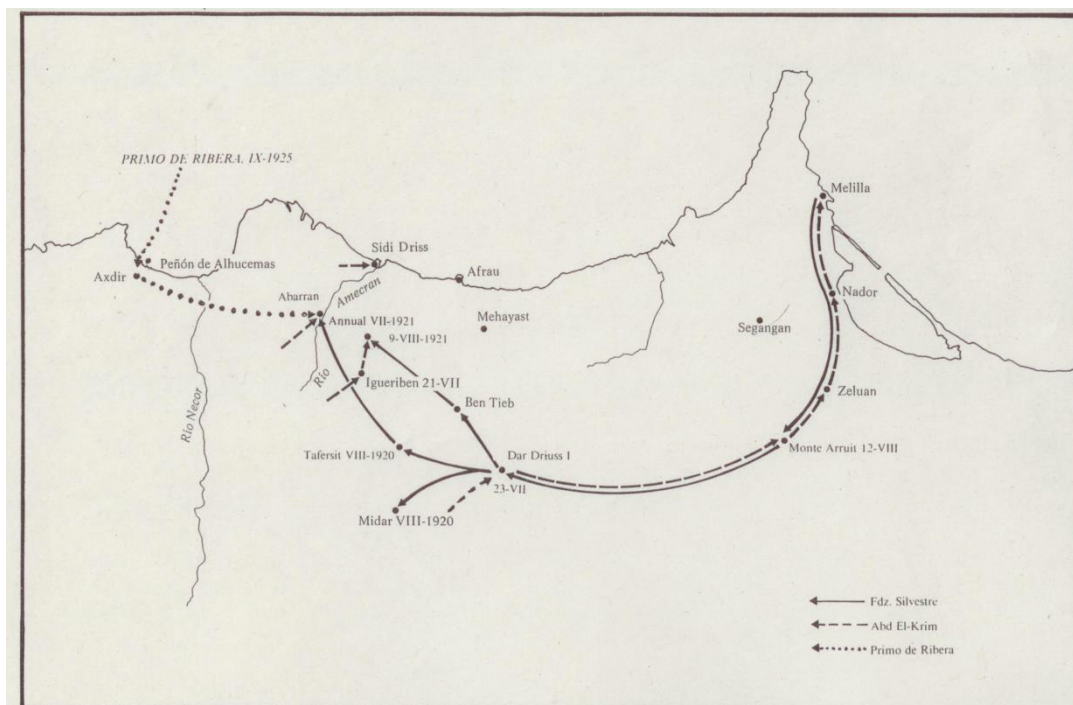 PRIMO DE RIBERA. IX-1925
Melilla
Sidi Driss
Peñón de Alhucemas
Axdir
Afrau
Amecran
Abarran
Nador
Annual VII-1921
Mehayast
Segangan
9-VIII-1921
Río
Igueriben 21-VII
Zeluan
Río Necor
Ben Tieb
Tafersit VIII-1920
Monte Arruit 12-VIII
Dar Driuss I
23-VII
Midar VIII-1920
Fdz. Silvestre
Abd El-Krim
Primo de Ribera